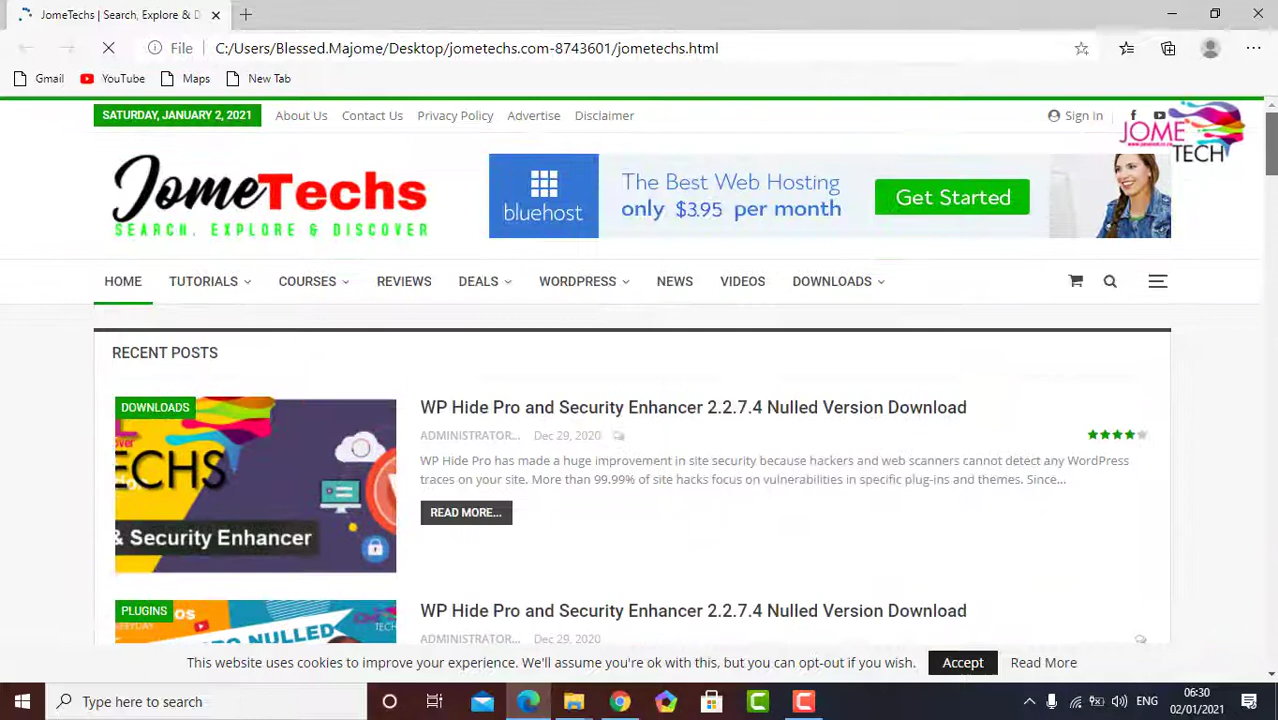 JomeTechs | Search, Explore & D
File C:/Users/Blessed.Majome/Desktop/jometechs.com-8743601/jometechs.html
Gmail YouTube Maps New Tab
SATURDAY, JANUARY 2, 2021 About Us Contact Us Privacy Policy Advertise Disclaimer Sign In
JOME
TECH
JomeTechs
SEARCH, EXPLORE & DISCOVER
bluehost
The Best Web Hosting
only $3.95 per month
Get Started
HOME TUTORIALS COURSES REVIEWS DEALS WORDPRESS NEWS VIDEOS DOWNLOADS
RECENT POSTS
DOWNLOADS
TECHS
& Security Enhancer
WP Hide Pro and Security Enhancer 2.2.7.4 Nulled Version Download
ADMINISTRATOR... Dec 29, 2020
WP Hide Pro has made a huge improvement in site security because hackers and web scanners cannot detect any WordPress
traces on your site. More than 99.99% of site hacks focus on vulnerabilities in specific plug-ins and themes. Since...
READ MORE...
PLUGINS
NULLED
WP Hide Pro and Security Enhancer 2.2.7.4 Nulled Version Download
ADMINISTRATOR... Dec 29, 2020
This website uses cookies to improve your experience. We'll assume you're ok with this, but you can opt-out if you wish. Accept Read More
Type here to search
ENG
06:30
02/01/2021